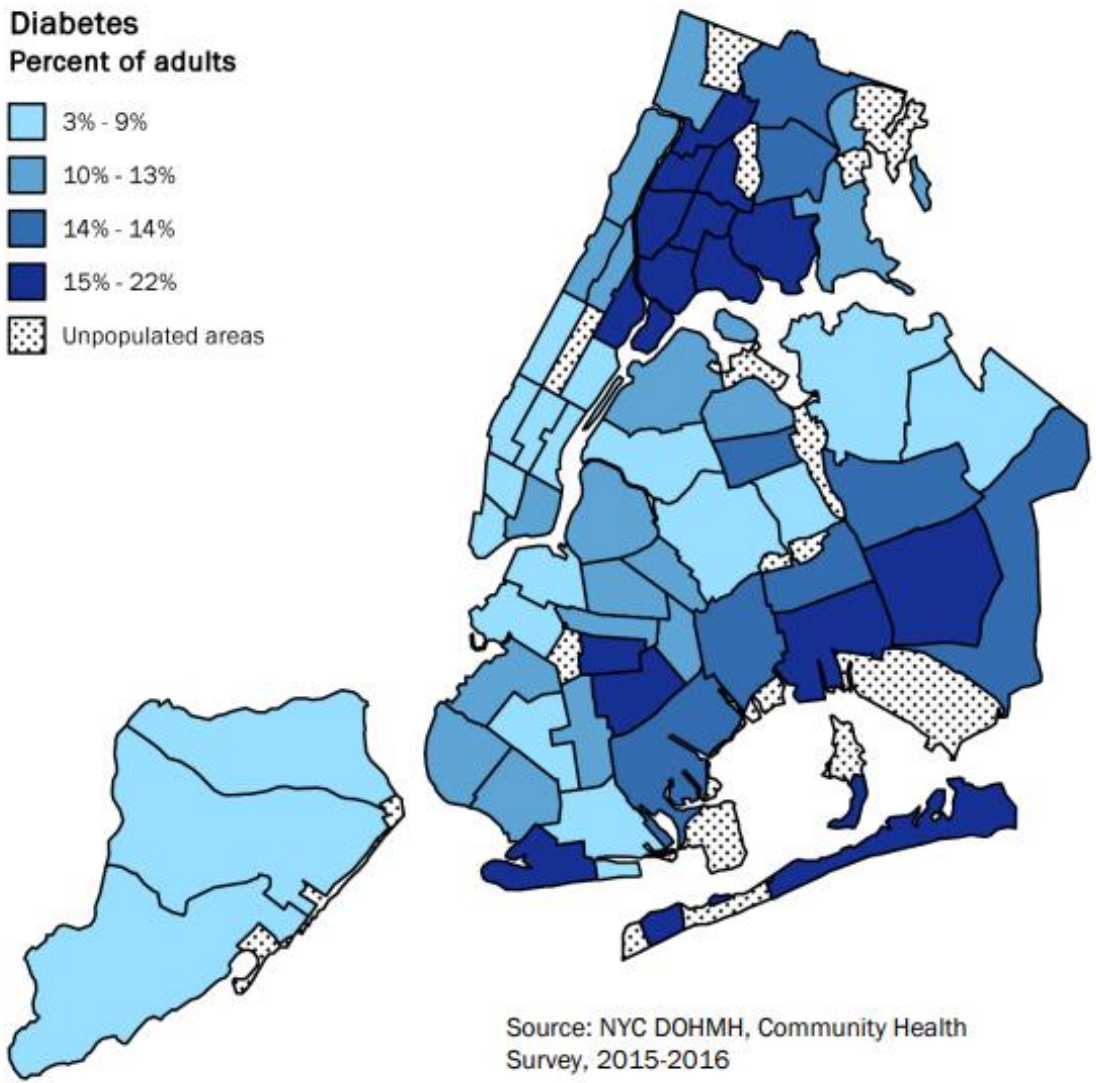 Diabetes
Percent of adults
3% - 9%
10% - 13%
14% - 14%
15% - 22%
Unpopulated areas
Source: NYC DOHMH, Community Health
Survey, 2015-2016